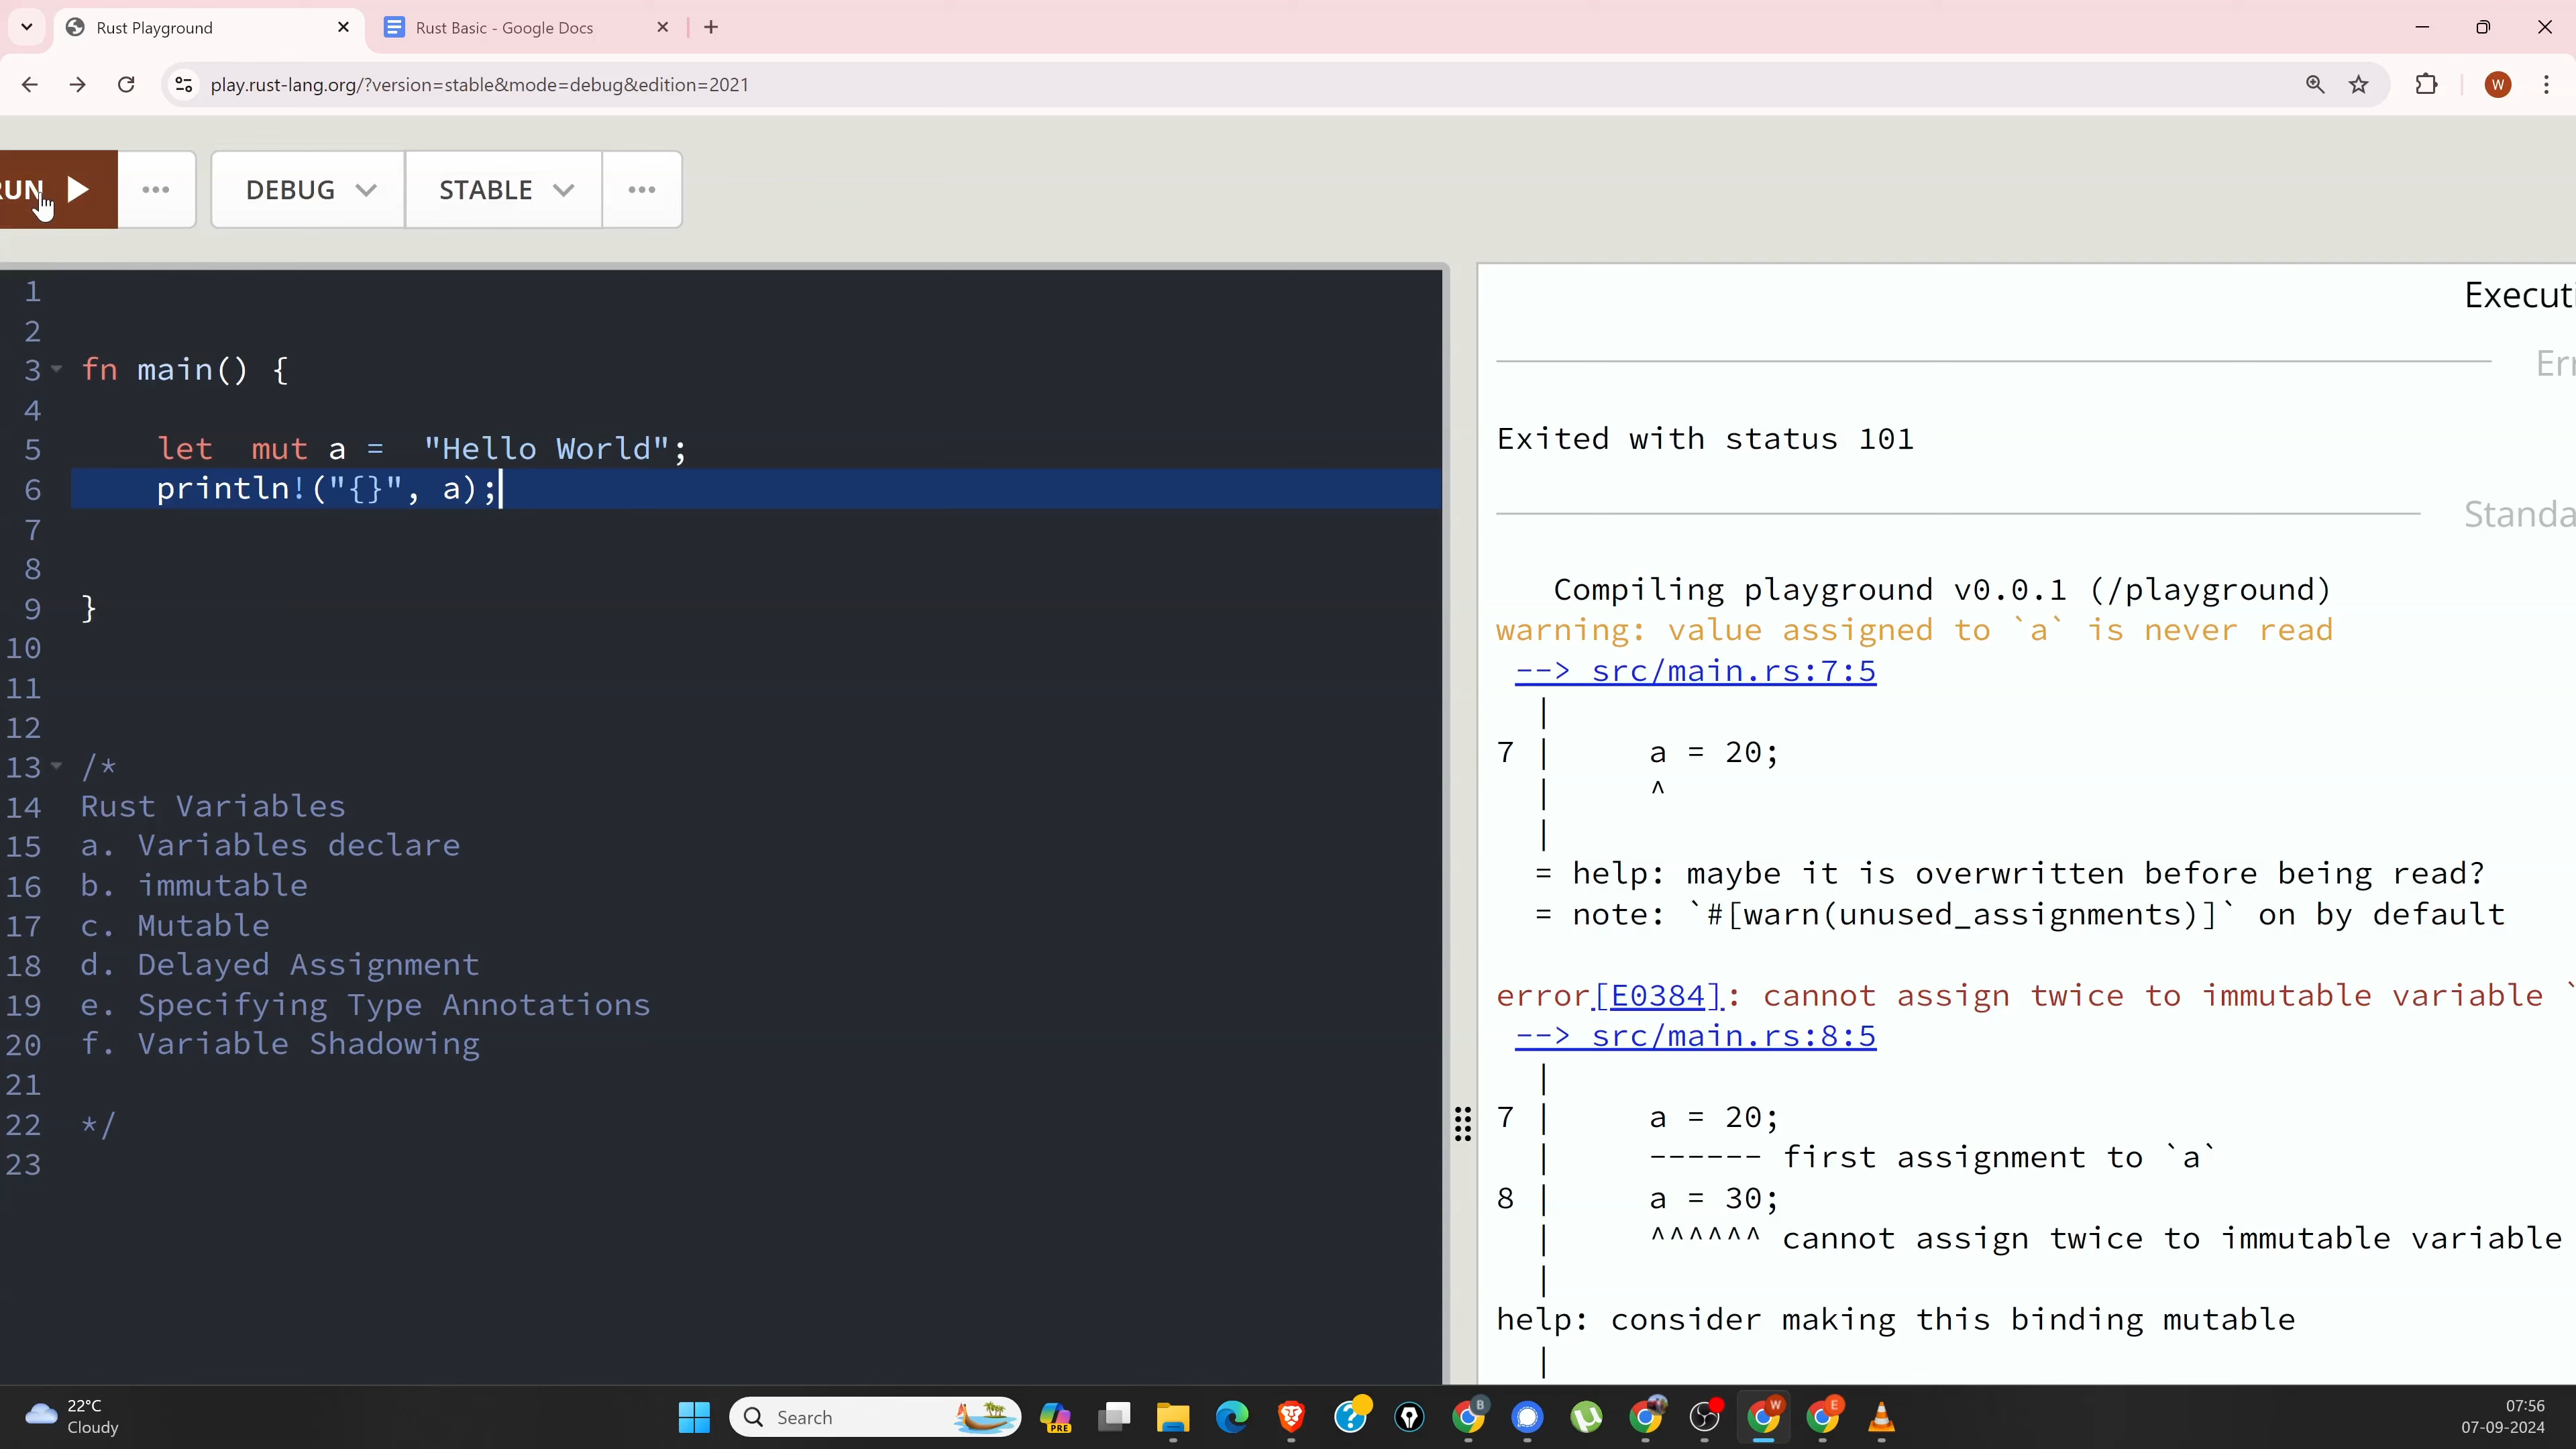 Rust Playground
Rust Basic - Google Docs
play.rust-lang.org/?version=stable&mode=debug&edition=2021
W
RUN
DEBUG
STABLE
1
2
3 fn main() {
4
5 let  mut a =  "Hello World";
6 println!("{}", a);
7
8
9 }
10
11
12
13 /*
14 Rust Variables
15 a. Variables declare
16 b. immutable
17 c. Mutable
18 d. Delayed Assignment
19 e. Specifying Type Annotations
20 f. Variable Shadowing
21
22 */
23
Executi
Err
Exited with status 101
Standa
Compiling playground v0.0.1 (/playground)
warning: value assigned to `a` is never read
--> src/main.rs:7:5
|
7 | a = 20;
| ^
|
= help: maybe it is overwritten before being read?
= note: `#[warn(unused_assignments)]` on by default
error[E0384]: cannot assign twice to immutable variable `
--> src/main.rs:8:5
|
7 | a = 20;
| ------ first assignment to `a`
8 | a = 30;
| ^^^^^^ cannot assign twice to immutable variable
|
help: consider making this binding mutable
|
22°C
Cloudy
Search
PRE
B
W
E
07:56
07-09-2024